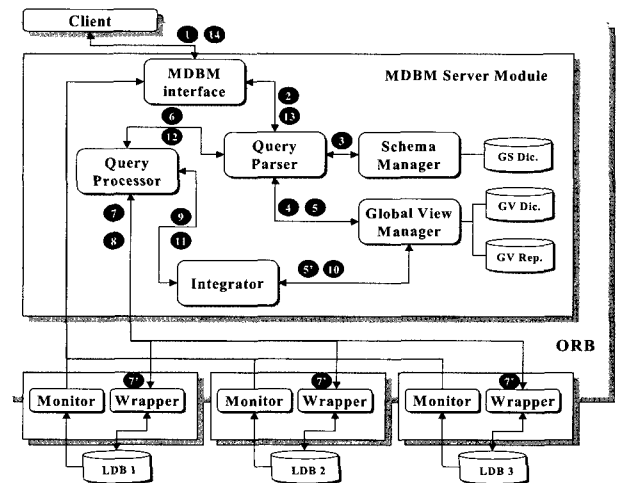 Client
1 14
MDBM Server Module
MDBM
interface
2
13
6
12
3
Query
Parser
Schema
Manager
GS Dic.
Query
Processor
7
8
9
11
4 5
Global View
Manager
GV Dic.
GV Rep.
Integrator
5' 10
ORB
7'
7'
7'
Monitor
Wrapper
Monitor
Wrapper
Monitor
Wrapper
LDB 1
LDB 2
LDB 3